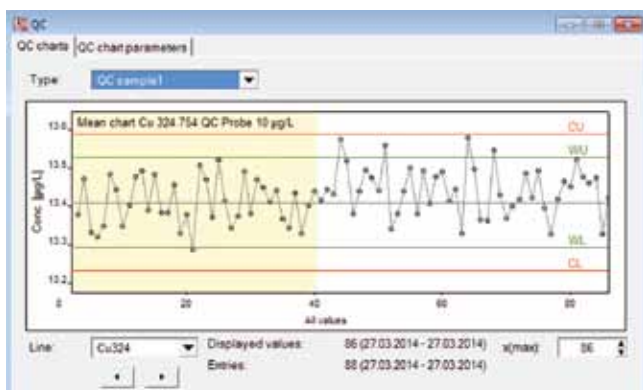 QC
QC charts QC chart parameters
Type: QC sample1
Mean chart Cu 324.754 QC Probe 10 µg/L
CU
WU
WL
CL
Conc. [µg/L]
13.6
13.5
13.4
13.3
13.2
0 20 40 60 80
All values
Line: Cu324 Displayed values: 86 (27.03.2014 - 27.03.2014) x(max): 86
Entries: 88 (27.03.2014 - 27.03.2014)